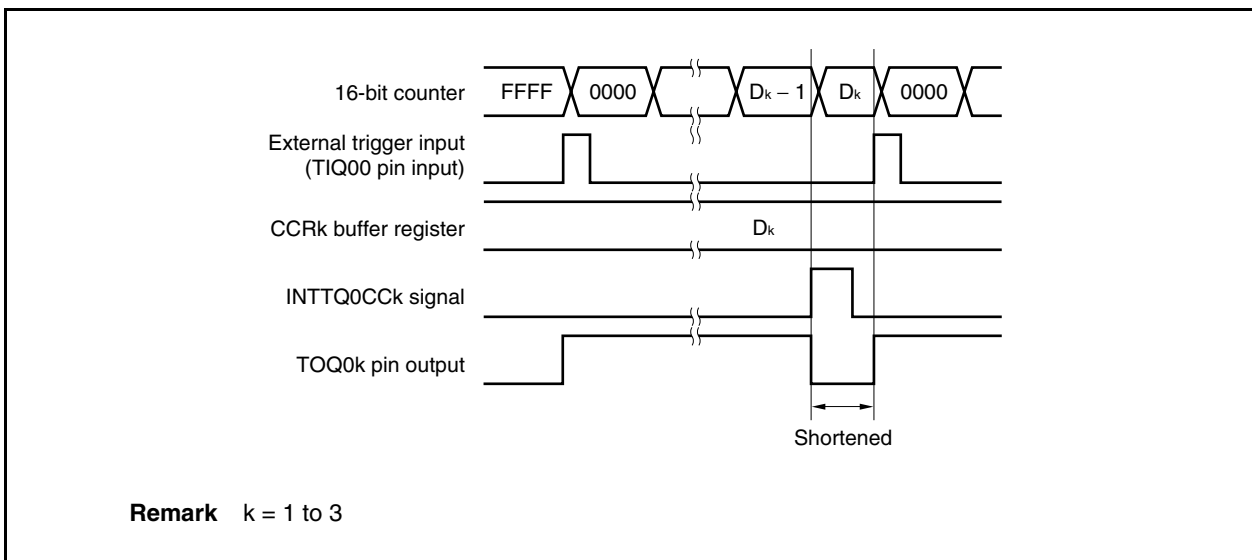 16-bit counter FFFF 0000 Dk − 1 Dk 0000
External trigger input
(TIQ00 pin input)
CCRk buffer register Dk
INTTQ0CCk signal
TOQ0k pin output
Shortened
Remark k = 1 to 3